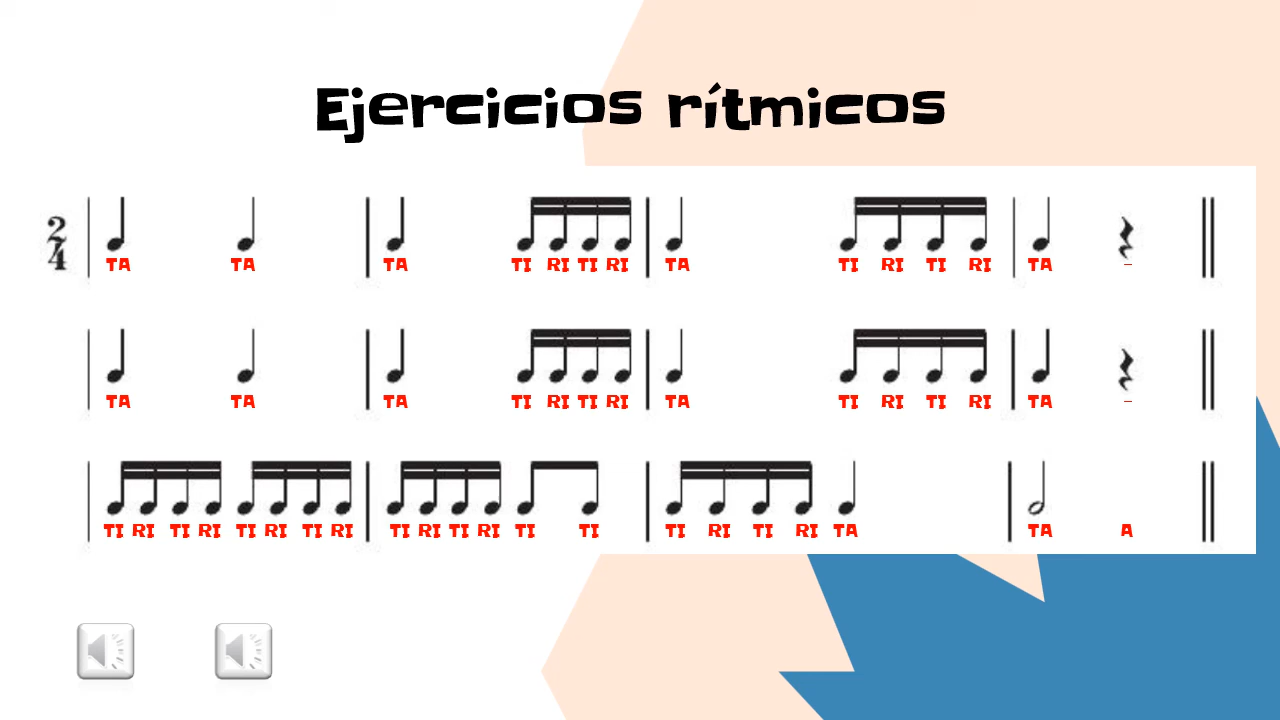 Ejercicios rítmicos
2
4
TA TA TA TI RI TI RI TA TI RI TI RI TA –
TA TA TA TI RI TI RI TA TI RI TI RI TA –
TI RI TI RI TI RI TI RI TI RI TI RI TI TI TI RI TI RI TA TA A